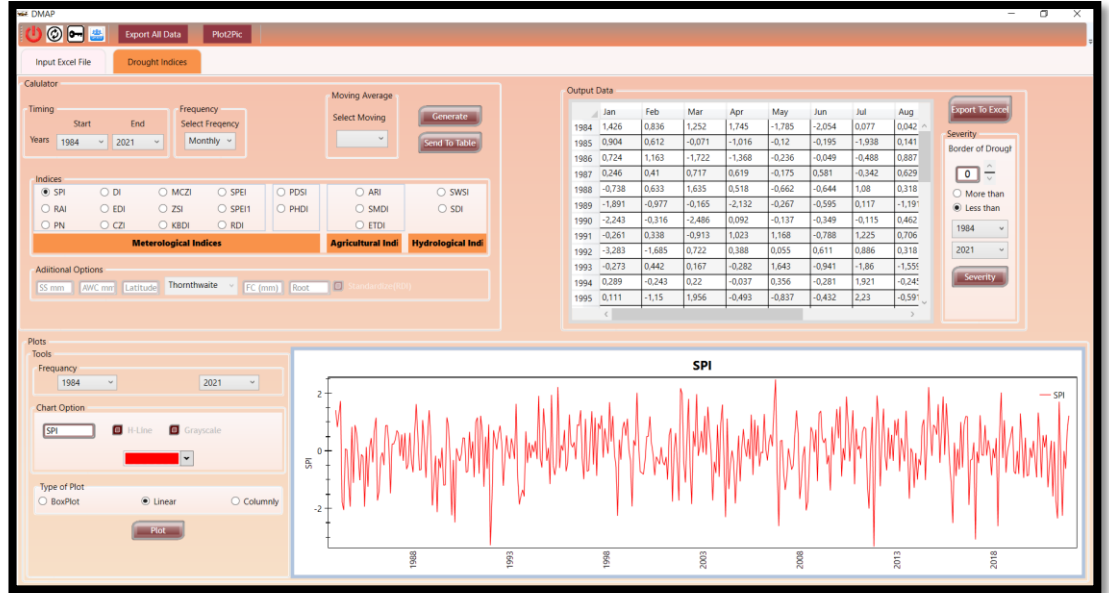 DMAP
Export All Data Plot2Pic
Input Excel File Drought Indices
Calulator
Timing
Start End
Years 1984 2021
Frequency
Select Freqency
Monthly
Moving Average
Select Moving
Generate
Send To Table
Indices
SPI DI MCZI SPEI PDSI ARI SWSI
RAI EDI ZSI SPEI1 PHDI SMDI SDI
PN CZI KBDI RDI ETDI
Meterological Indices Agricultural Indi Hydrological Indi
Aditional Options
SS mm AWC mm Latitude Thornthwaite FC (mm) Root Standardize(RDI)
Output Data
Jan Feb Mar Apr May Jun Jul Aug
1984 1,426 0,836 1,252 1,745 -1,785 -2,054 0,077 0,042
1985 0,904 0,612 -0,071 -1,016 -0,12 -0,195 -1,938 0,141
1986 0,724 1,163 -1,722 -1,368 -0,236 -0,049 -0,488 0,887
1987 0,246 0,41 0,717 0,619 -0,175 0,581 -0,342 0,629
1988 -0,738 0,633 1,635 0,518 -0,662 -0,644 1,08 0,318
1989 -1,891 -0,977 -0,165 -2,132 -0,267 -0,595 0,117 -1,191
1990 -2,243 -0,316 -2,486 0,092 -0,137 -0,349 -0,115 0,462
1991 -0,261 0,338 -0,913 1,023 1,168 -0,788 1,225 0,706
1992 -3,283 -1,685 0,722 0,388 0,055 0,611 0,886 0,318
1993 -0,273 0,442 0,167 -0,282 1,643 -0,941 -1,86 -1,559
1994 0,289 -0,243 0,22 -0,037 0,356 -0,281 1,921 -0,245
1995 0,111 -1,15 1,956 -0,493 -0,837 -0,432 2,23 -0,591
Export To Excel
Severity
Border of Drougt
0
More than
Less than
1984
2021
Severity
Plots
Tools
Frequancy
1984 2021
Chart Option
SPI H-Line Grayscale
Type of Plot
BoxPlot Linear Columnly
Plot
SPI
SPI
SPI
2
0
-2
1988 1993 1998 2003 2008 2013 2018